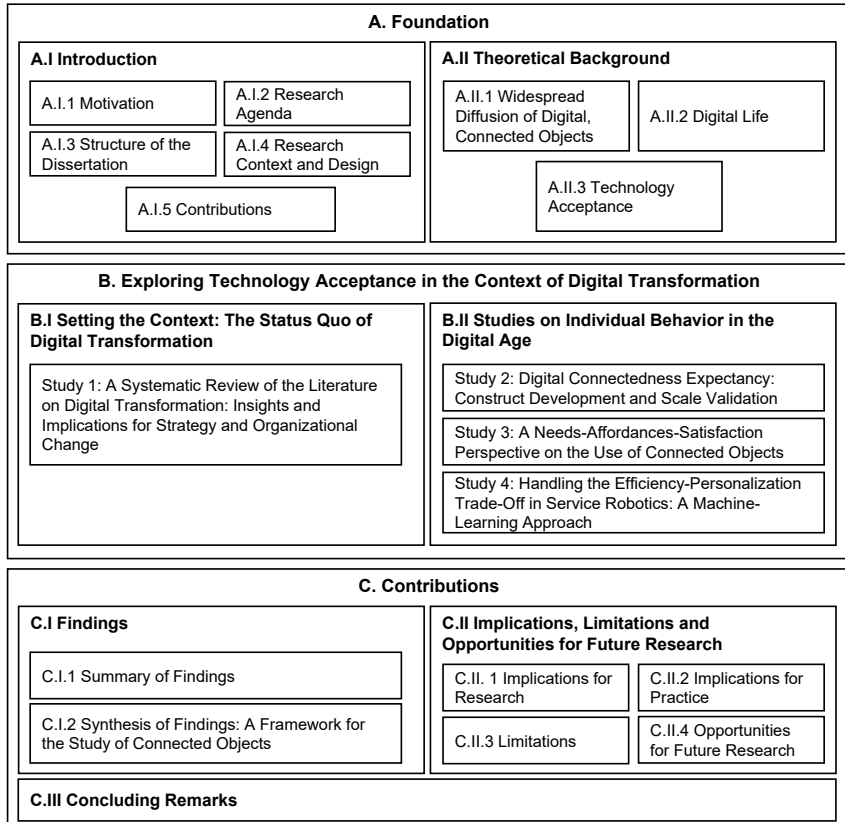 A. Foundation
A.I Introduction
A.I.1 Motivation
A.I.2 Research
Agenda
A.I.3 Structure of the
Dissertation
A.I.4 Research
Context and Design
A.I.5 Contributions
A.II Theoretical Background
A.II.1 Widespread
Diffusion of Digital,
Connected Objects
A.II.2 Digital Life
A.II.3 Technology
Acceptance
B. Exploring Technology Acceptance in the Context of Digital Transformation
B.I Setting the Context: The Status Quo of
Digital Transformation
Study 1: A Systematic Review of the Literature
on Digital Transformation: Insights and
Implications for Strategy and Organizational
Change
B.II Studies on Individual Behavior in the
Digital Age
Study 2: Digital Connectedness Expectancy:
Construct Development and Scale Validation
Study 3: A Needs-Affordances-Satisfaction
Perspective on the Use of Connected Objects
Study 4: Handling the Efficiency-Personalization
Trade-Off in Service Robotics: A Machine-
Learning Approach
C. Contributions
C.I Findings
C.I.1 Summary of Findings
C.I.2 Synthesis of Findings: A Framework for
the Study of Connected Objects
C.II Implications, Limitations and
Opportunities for Future Research
C.II. 1 Implications for
Research
C.II.2 Implications for
Practice
C.II.3 Limitations
C.II.4 Opportunities
for Future Research
C.III Concluding Remarks